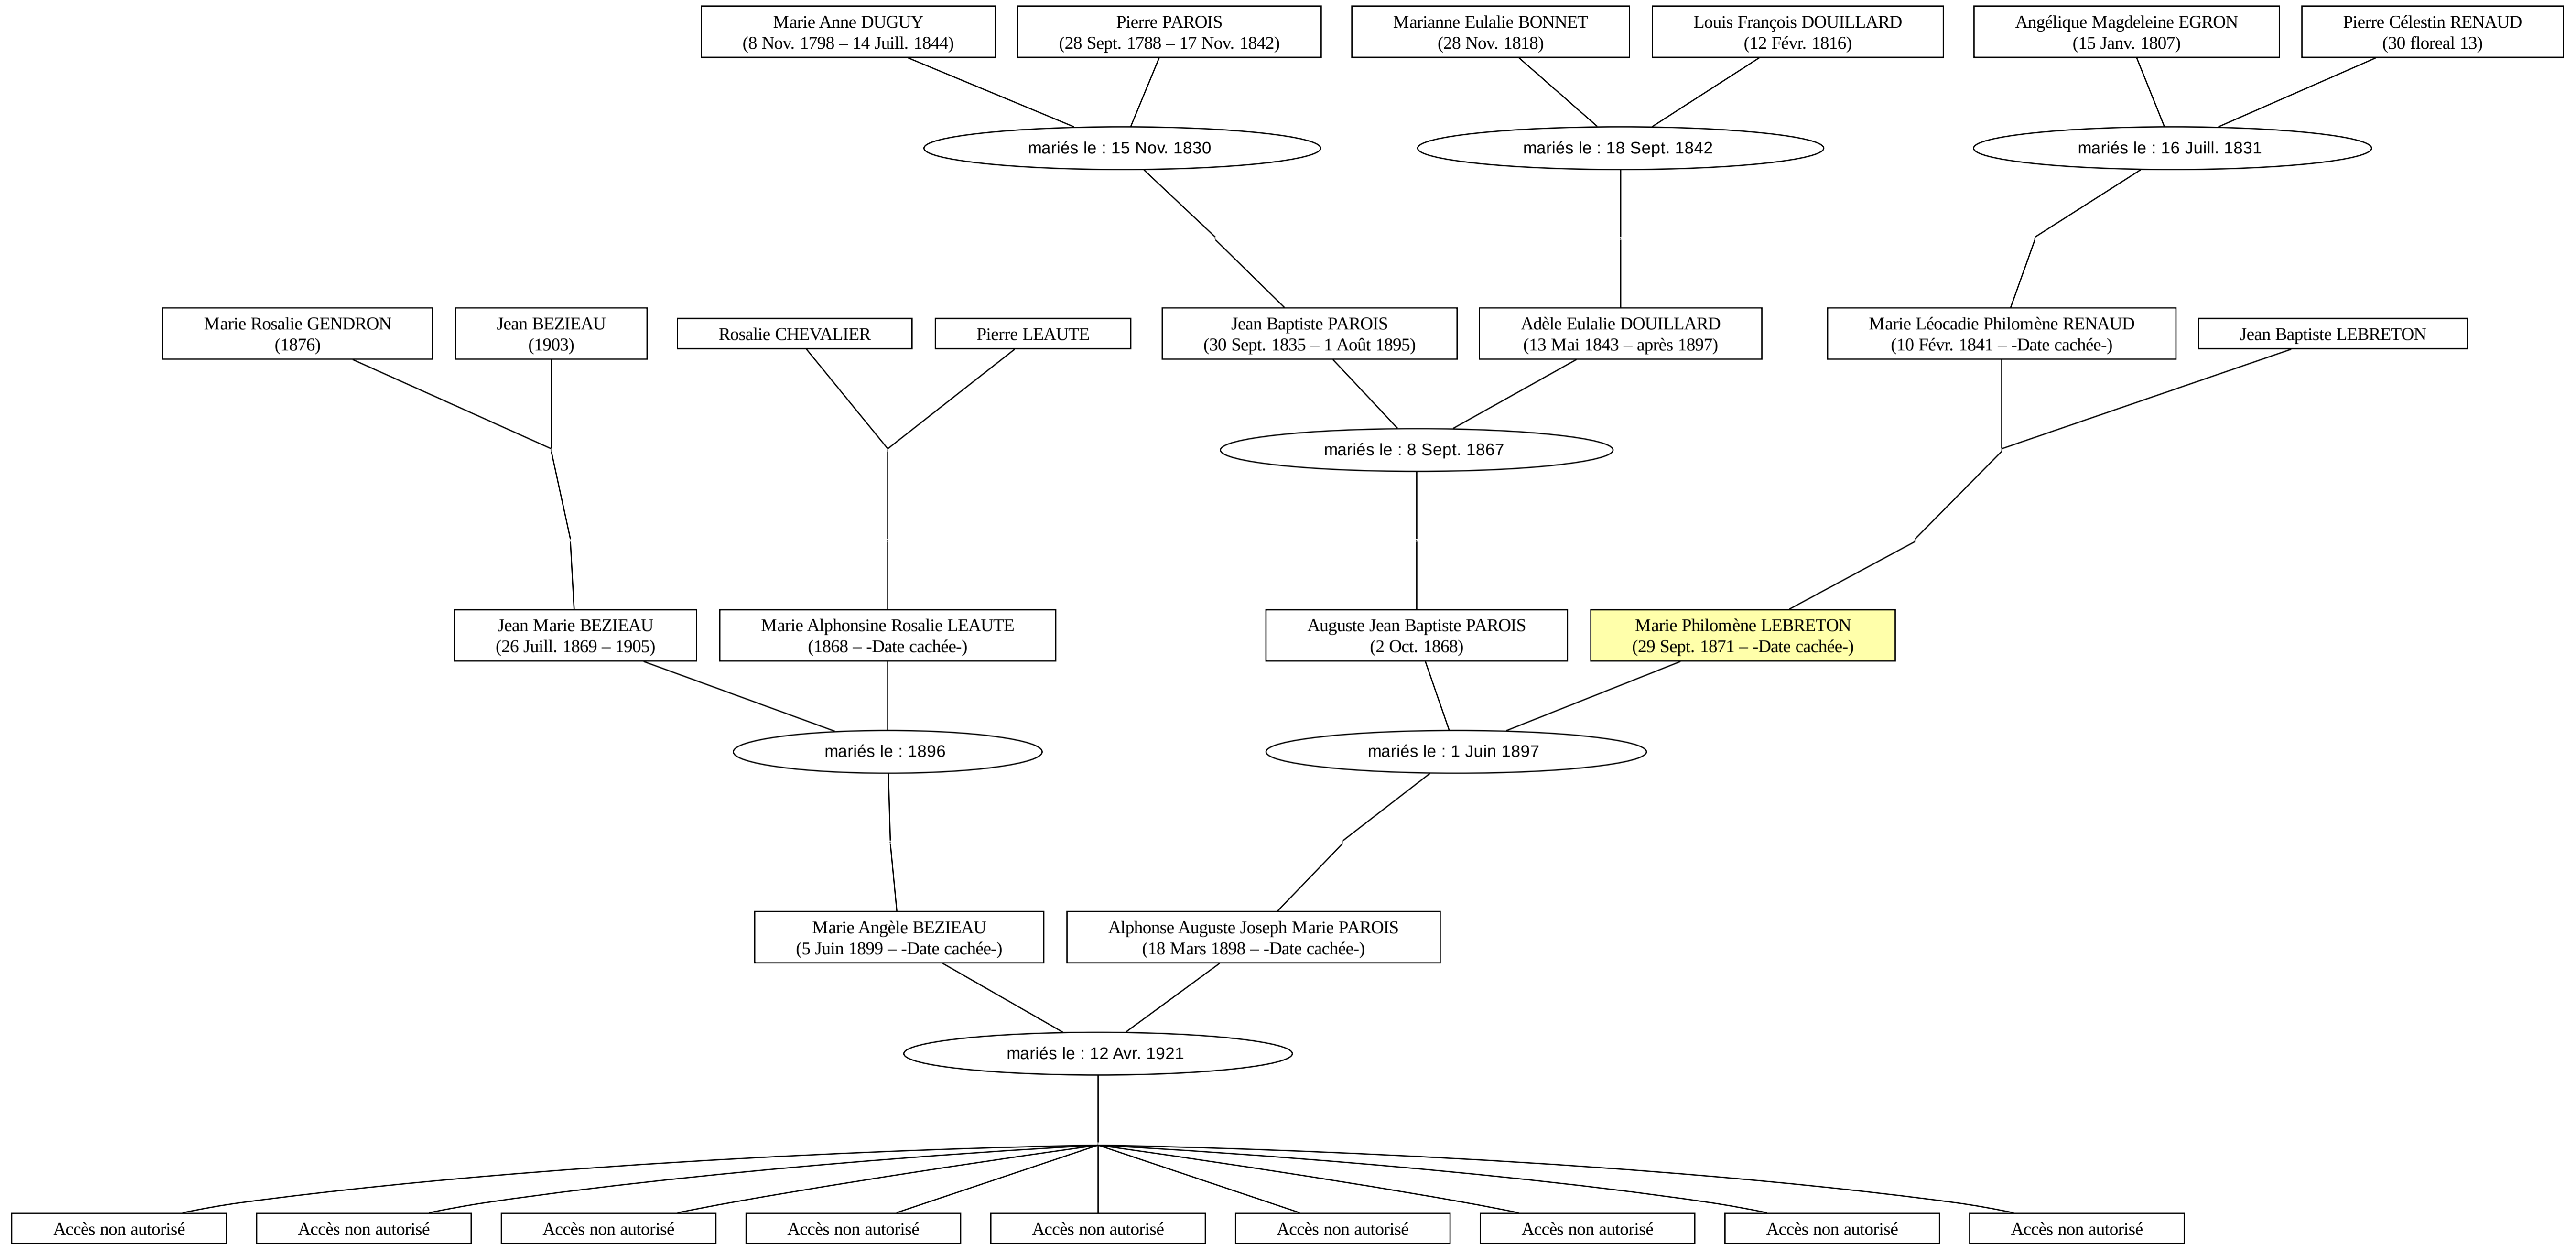 Marie Anne DUGUY
(8 Nov. 1798 – 14 Juill. 1844)
Pierre PAROIS
(28 Sept. 1788 – 17 Nov. 1842)
Marianne Eulalie BONNET
(28 Nov. 1818)
Louis François DOUILLARD
(12 Févr. 1816)
Angélique Magdeleine EGRON
(15 Janv. 1807)
Pierre Célestin RENAUD
(30 floreal 13)
mariés le : 15 Nov. 1830
mariés le : 18 Sept. 1842
mariés le : 16 Juill. 1831
Marie Rosalie GENDRON
(1876)
Jean BEZIEAU
(1903)
Rosalie CHEVALIER
Pierre LEAUTE
Jean Baptiste PAROIS
(30 Sept. 1835 – 1 Août 1895)
Adèle Eulalie DOUILLARD
(13 Mai 1843 – après 1897)
Marie Léocadie Philomène RENAUD
(10 Févr. 1841 – -Date cachée-)
Jean Baptiste LEBRETON
mariés le : 8 Sept. 1867
Jean Marie BEZIEAU
(26 Juill. 1869 – 1905)
Marie Alphonsine Rosalie LEAUTE
(1868 – -Date cachée-)
Auguste Jean Baptiste PAROIS
(2 Oct. 1868)
Marie Philomène LEBRETON
(29 Sept. 1871 – -Date cachée-)
mariés le : 1896
mariés le : 1 Juin 1897
Marie Angèle BEZIEAU
(5 Juin 1899 – -Date cachée-)
Alphonse Auguste Joseph Marie PAROIS
(18 Mars 1898 – -Date cachée-)
mariés le : 12 Avr. 1921
Accès non autorisé
Accès non autorisé
Accès non autorisé
Accès non autorisé
Accès non autorisé
Accès non autorisé
Accès non autorisé
Accès non autorisé
Accès non autorisé